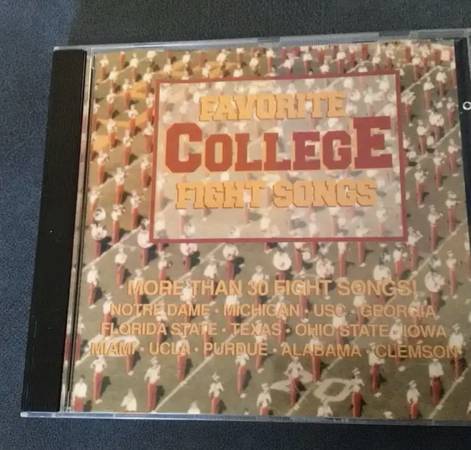 FAVORITE
COLLEGE
FIGHT SONGS
MORE THAN 30 FIGHT SONGS!
NOTRE DAME • MICHIGAN • USC • GEORGIA
FLORIDA STATE • TEXAS • OHIO STATE • IOWA
MIAMI • UCLA • PURDUE • ALABAMA • CLEMSON